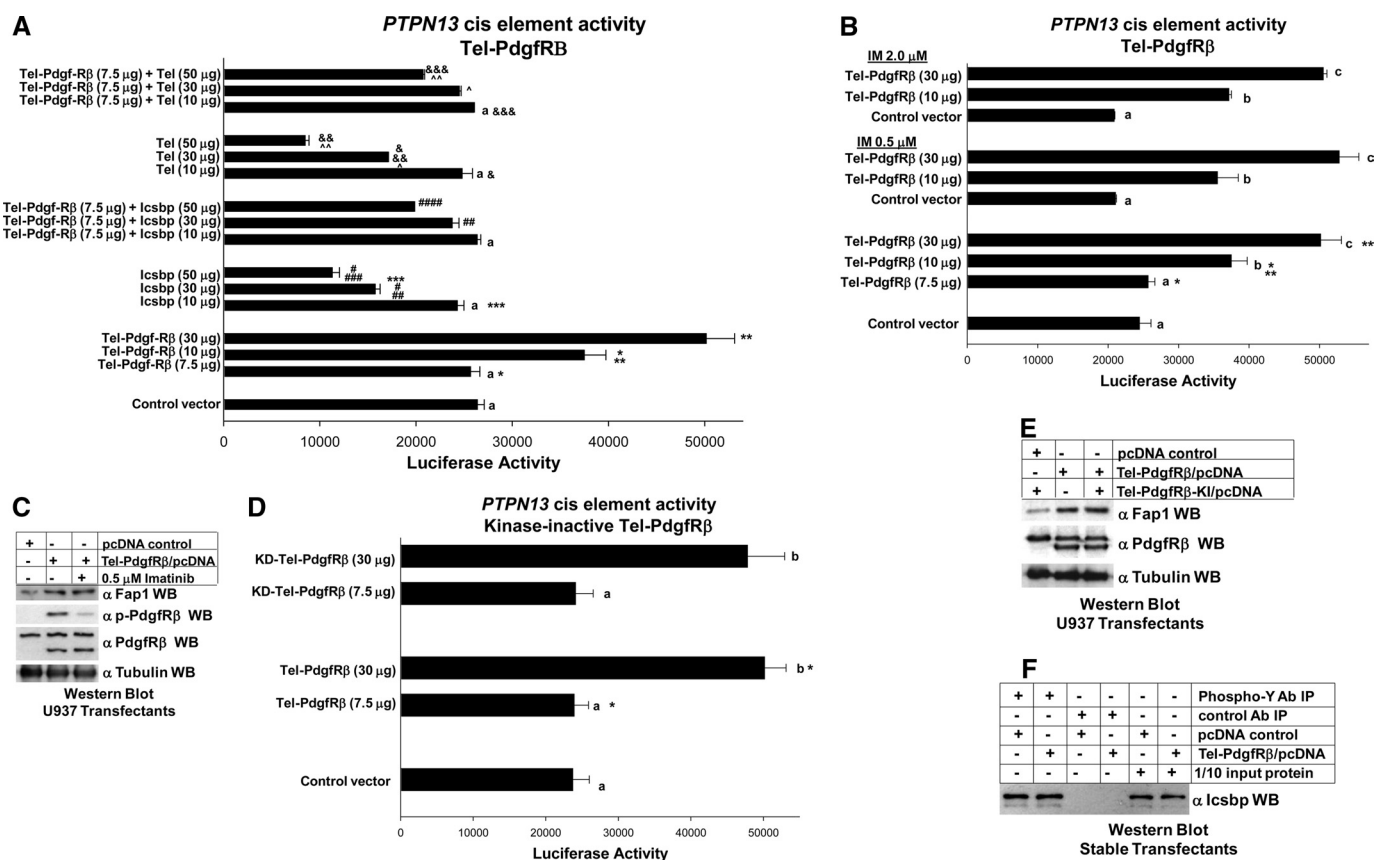 A
PTPN13 cis element activity
Tel-PdgfRB
Tel-Pdgf-Rβ (7.5 μg) + Tel (50 μg)
&&&
^^
Tel-Pdgf-Rβ (7.5 μg) + Tel (30 μg)
^
Tel-Pdgf-Rβ (7.5 μg) + Tel (10 μg)
a &&&
Tel (50 μg)
&&
^^
Tel (30 μg)
&
&&
^
Tel (10 μg)
a &
Tel-Pdgf-Rβ (7.5 μg) + Icsbp (50 μg)
####
Tel-Pdgf-Rβ (7.5 μg) + Icsbp (30 μg)
##
Tel-Pdgf-Rβ (7.5 μg) + Icsbp (10 μg)
a
Icsbp (50 μg)
#
###
Icsbp (30 μg)
***
#
##
Icsbp (10 μg)
a ***
Tel-Pdgf-Rβ (30 μg)
**
Tel-Pdgf-Rβ (10 μg)
*
**
Tel-Pdgf-Rβ (7.5 μg)
a *
Control vector
a
0 10000 20000 30000 40000 50000
Luciferase Activity
B
PTPN13 cis element activity
Tel-PdgfRβ
IM 2.0 μM
Tel-PdgfRβ (30 μg)
c
Tel-PdgfRβ (10 μg)
b
Control vector
a
IM 0.5 μM
Tel-PdgfRβ (30 μg)
c
Tel-PdgfRβ (10 μg)
b
Control vector
a
Tel-PdgfRβ (30 μg)
c **
Tel-PdgfRβ (10 μg)
b *
**
Tel-PdgfRβ (7.5 μg)
a *
Control vector
a
0 10000 20000 30000 40000 50000
Luciferase Activity
C
+ - - pcDNA control
- + + Tel-PdgfRβ/pcDNA
- - + 0.5 μM Imatinib
α Fap1 WB
α p-PdgfRβ WB
α PdgfRβ WB
α Tubulin WB
Western Blot
U937 Transfectants
D
PTPN13 cis element activity
Kinase-inactive Tel-PdgfRβ
KD-Tel-PdgfRβ (30 μg)
b
KD-Tel-PdgfRβ (7.5 μg)
a
Tel-PdgfRβ (30 μg)
b *
Tel-PdgfRβ (7.5 μg)
a *
Control vector
a
0 10000 20000 30000 40000 50000
Luciferase Activity
E
+ - - pcDNA control
- + + Tel-PdgfRβ/pcDNA
+ - + Tel-PdgfRβ-KI/pcDNA
α Fap1 WB
α PdgfRβ WB
α Tubulin WB
Western Blot
U937 Transfectants
F
+ + - - - - Phospho-Y Ab IP
- - + + - - control Ab IP
+ - + - + - pcDNA control
- + - + - + Tel-PdgfRβ/pcDNA
- - - - + + 1/10 input protein
α Icsbp WB
Western Blot
Stable Transfectants